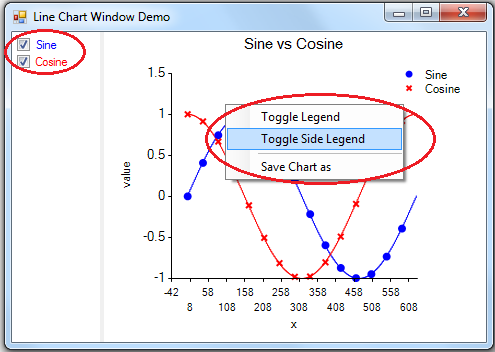 Line Chart Window Demo
Sine
Cosine
Sine vs Cosine
Sine
Cosine
Toggle Legend
Toggle Side Legend
Save Chart as
value
1.5
1
0.5
0
-0.5
-1
-42 58 158 258 358 458 558
8 108 208 308 408 508 608
x